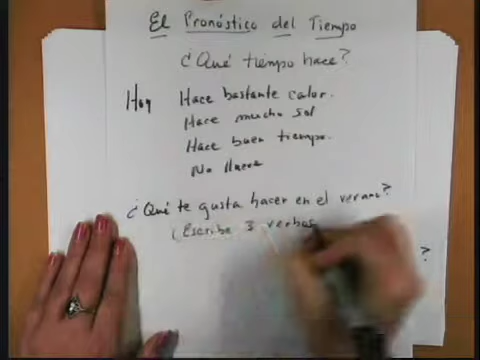 El Pronóstico del Tiempo
¿Qué tiempo hace?
Hoy Hace bastante calor.
Hace mucho sol
Hace buen tiempo.
No llueve
¿Qué te gusta hacer en el verano?
(Escribe 3 verbos
?